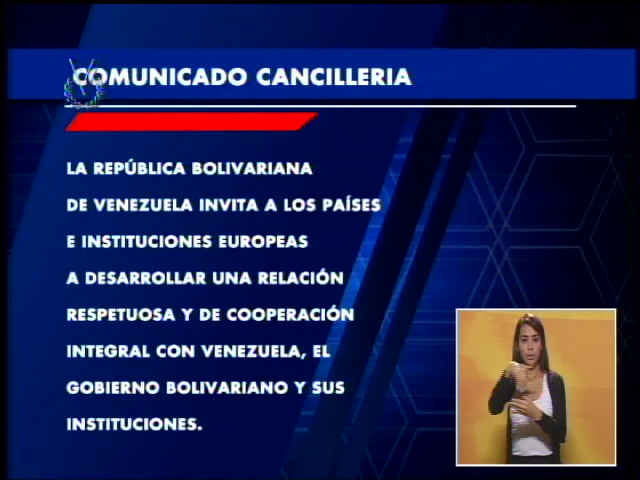 COMUNICADO CANCILLERIA
LA REPÚBLICA BOLIVARIANA
DE VENEZUELA INVITA A LOS PAÍSES
E INSTITUCIONES EUROPEAS
A DESARROLLAR UNA RELACIÓN
RESPETUOSA Y DE COOPERACIÓN
INTEGRAL CON VENEZUELA, EL
GOBIERNO BOLIVARIANO Y SUS
INSTITUCIONES.